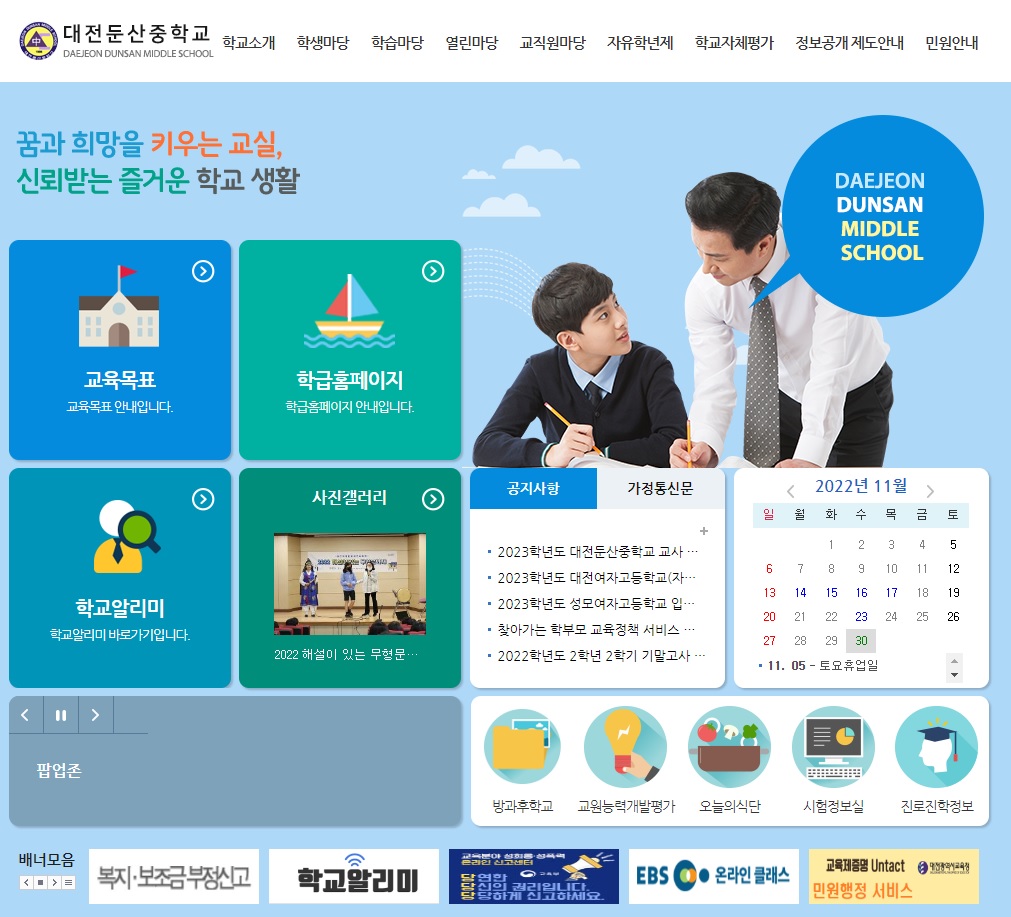 대전둔산중학교
DAEJEON DUNSAN MIDDLE SCHOOL
학교소개 학생마당 학습마당 열린마당 교직원마당 자유학년제 학교자체평가 정보공개 제도안내 민원안내
꿈과 희망을 키우는 교실,
신뢰받는 즐거운 학교 생활
DAEJEON
DUNSAN
MIDDLE
SCHOOL
교육목표
교육목표 안내입니다.
학급홈페이지
학급홈페이지 안내입니다.
학교알리미
학교알리미 바로가기입니다.
사진갤러리
2022 해설이 있는 무형문…
공지사항 가정통신문
2023학년도 대전둔산중학교 교사 …
2023학년도 대전여자고등학교(자…
2023학년도 성모여자고등학교 입…
찾아가는 학부모 교육정책 서비스 …
2022학년도 2학년 2학기 기말고사 …
2022년 11월
일 월 화 수 목 금 토
1 2 3 4 5
6 7 8 9 10 11 12
13 14 15 16 17 18 19
20 21 22 23 24 25 26
27 28 29 30
11. 05 - 토요휴업일
팝업존
방과후학교 교원능력개발평가 오늘의식단 시험정보실 진로진학정보
배너모음
복지·보조금 부정신고
학교알리미
교육분야 성희롱·성폭력
온라인 신고센터
당연한
당신의 권리입니다.
당당하게 신고하세요.
교육부
EBS 온라인 클래스
교육제증명 Untact
대전광역시교육청
민원행정 서비스